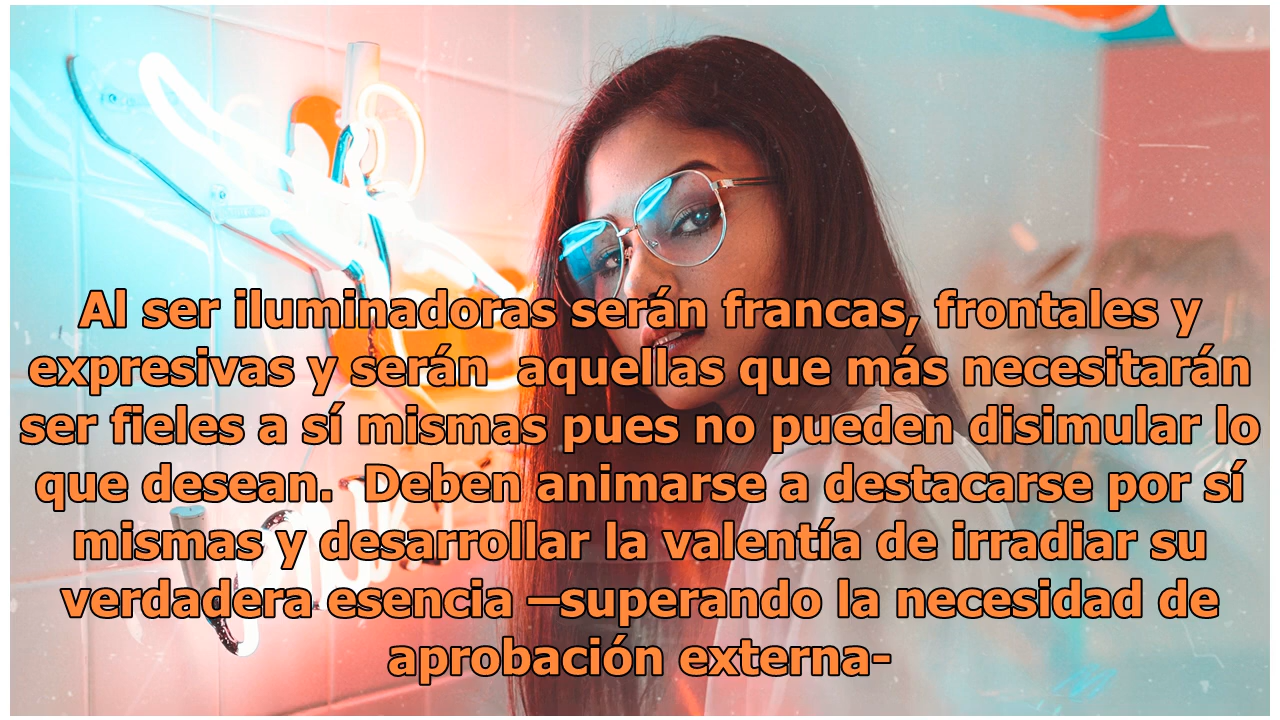 Al ser iluminadoras serán francas, frontales y
expresivas y serán  aquellas que más necesitarán
ser fieles a sí mismas pues no pueden disimular lo
que desean.  Deben animarse a destacarse por sí
mismas y desarrollar la valentía de irradiar su
verdadera esencia –superando la necesidad de
aprobación externa-